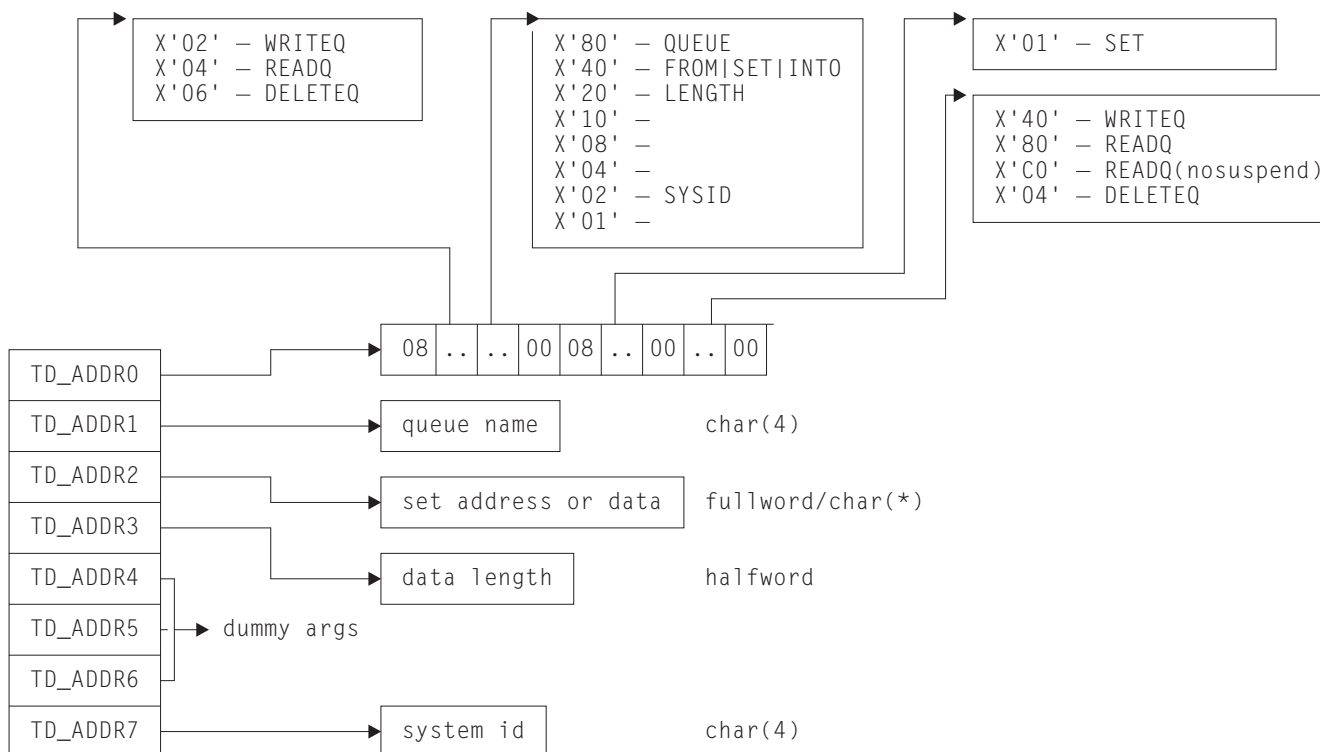 X'02' — WRITEQ
X'04' — READQ
X'06' — DELETEQ
X'80' — QUEUE
X'40' — FROM|SET|INTO
X'20' — LENGTH
X'10' —
X'08' —
X'04' —
X'02' — SYSID
X'01' —
X'01' — SET
X'40' — WRITEQ
X'80' — READQ
X'C0' — READQ(nosuspend)
X'04' — DELETEQ
08 .. .. 00 08 .. 00 .. 00
TD_ADDR0
TD_ADDR1 queue name char(4)
TD_ADDR2 set address or data fullword/char(*)
TD_ADDR3 data length halfword
TD_ADDR4
TD_ADDR5 dummy args
TD_ADDR6
TD_ADDR7 system id char(4)